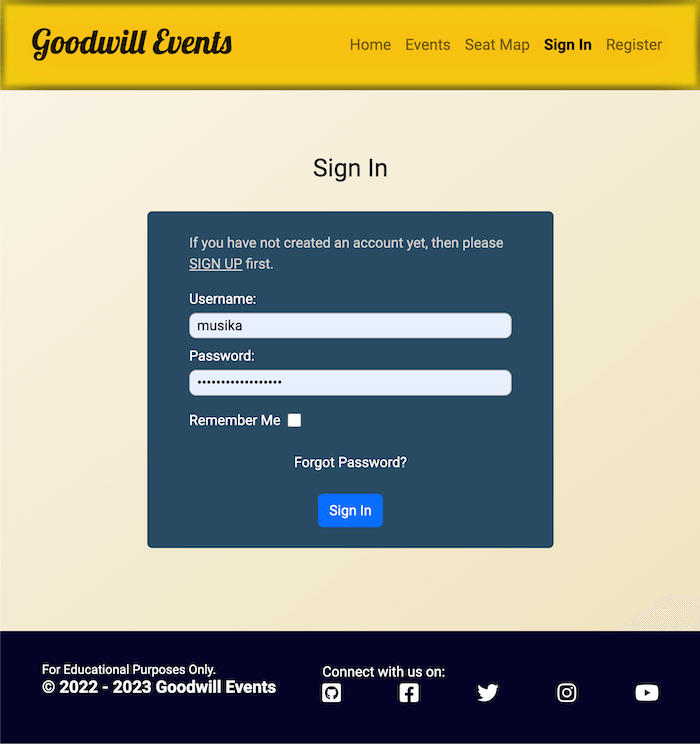 Goodwill Events
Home Events Seat Map Sign In Register
Sign In
If you have not created an account yet, then please
SIGN UP first.
Username:
musika
Password:
••••••••••••••••••
Remember Me
Forgot Password?
Sign In
For Educational Purposes Only.
© 2022 - 2023 Goodwill Events
Connect with us on: